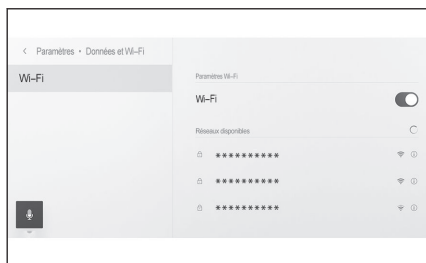 < Paramètres • Données et Wi-Fi
Wi-Fi
Paramètres Wi-Fi
Wi-Fi
Réseaux disponibles
**********
**********
**********